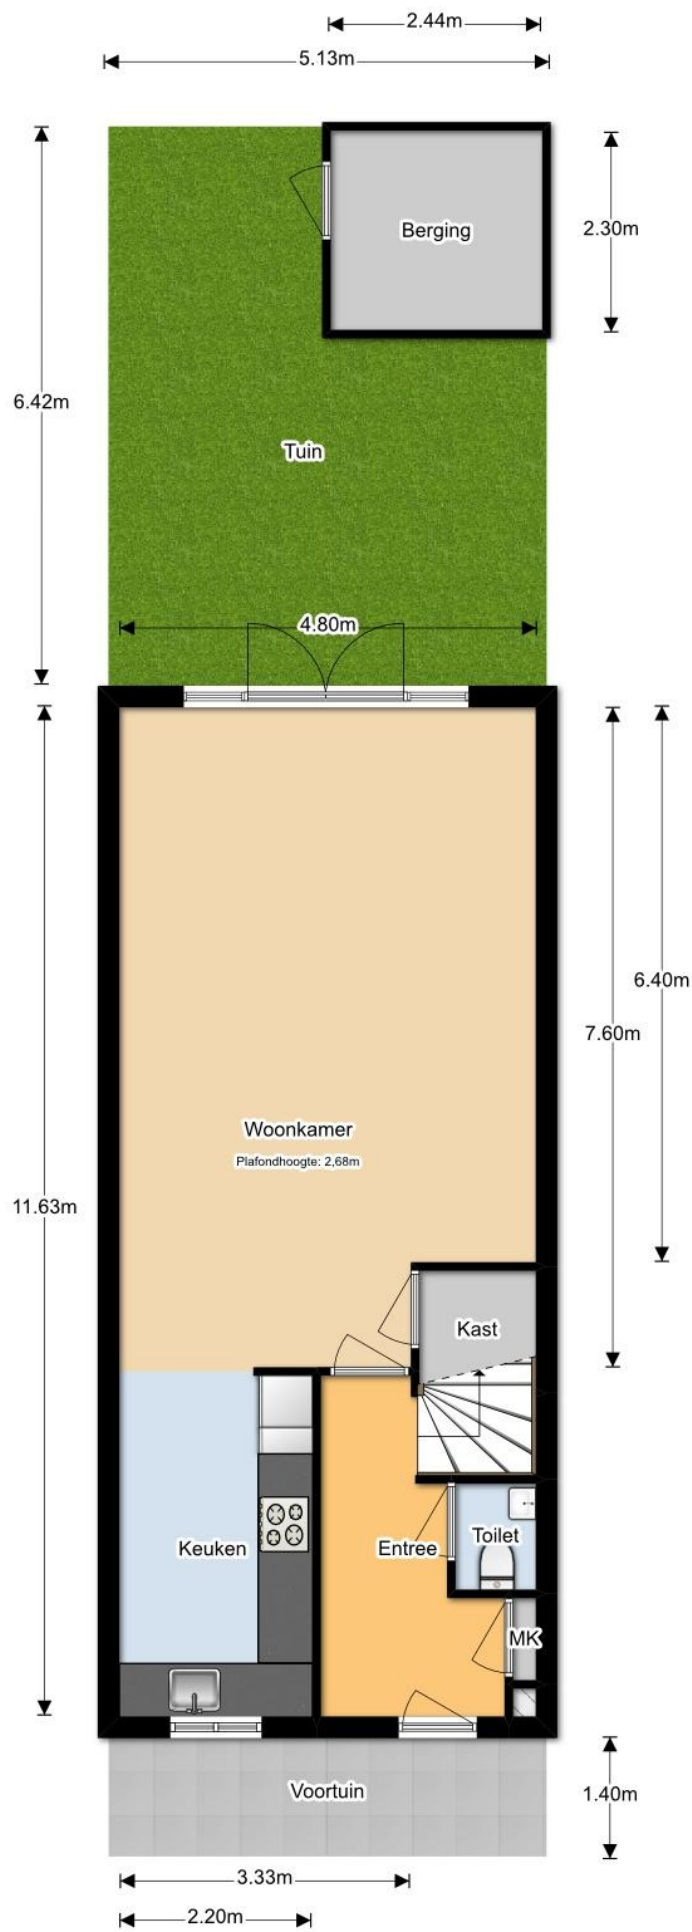 2.44m
5.13m
Berging
2.30m
6.42m
Tuin
4.80m
6.40m
7.60m
Woonkamer
Plafondhoogte: 2,68m
11.63m
Kast
Keuken
Entree
Toilet
MK
Voortuin
1.40m
3.33m
2.20m